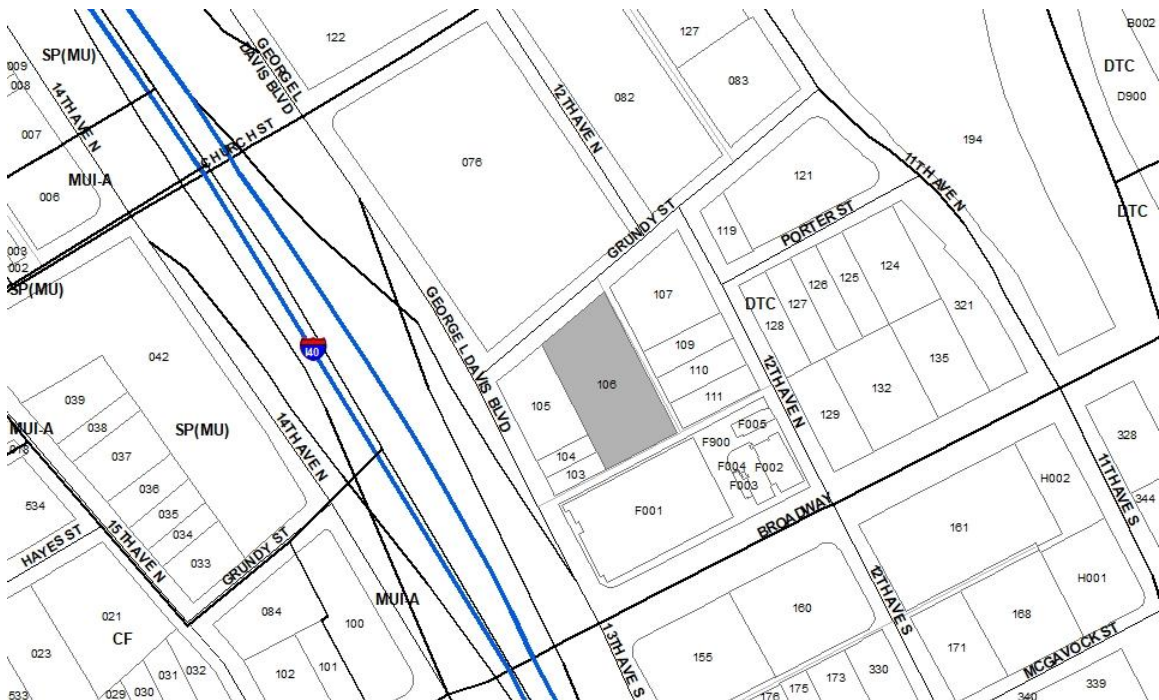 122
127
B002
SP(MU)
GEORGE L
DAVIS BLVD
DTC
009
008
14TH AVE N
12TH AVE N
082
083
D900
007
CHURCH ST
194
076
MUI-A
121
11TH AVE N
006
119
PORTER ST
DTC
GRUNDY ST
003
002
SP(MU)
107
DTC
124
125
126
127
128
321
GEORGE L DAVIS BLVD
I40
109
042
106
110
12TH AVE N
135
132
111
039
105
129
MUI-A
038
SP(MU)
F005
F900
328
037
14TH AVE N
104
F004
F002
103
F003
H002
036
534
F001
BROADWAY
161
11TH AVE S
344
035
034
033
HAYES ST
15TH AVE N
GRUNDY ST
H001
12TH AVE S
MUI-A
084
100
160
168
021
CF
13TH AVE S
155
171
MCGAVOCK ST
023
101
102
031
032
330
173
175
176
339
340
533
029
030